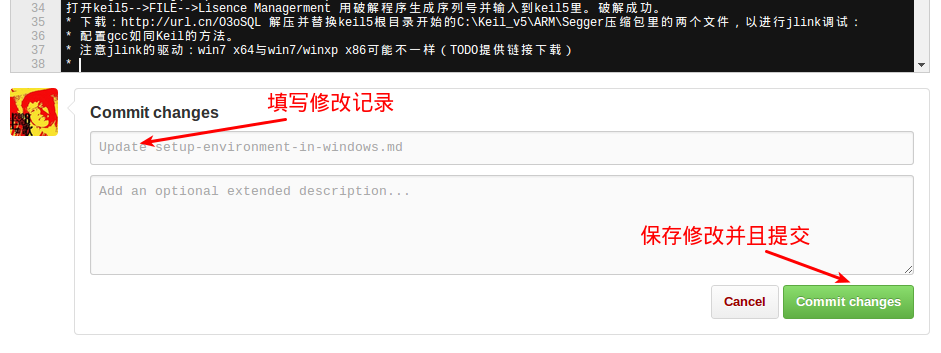 34 打开keil5-->FILE-->Lisence Managerment 用破解程序生成序列号并输入到keil5里。破解成功。
35 * 下载：http://url.cn/O3oSQL 解压并替换keil5根目录开始的C:\Keil_v5\ARM\Segger压缩包里的两个文件，以进行jlink调试：
36 * 配置gcc如同Keil的方法。
37 * 注意jlink的驱动：win7 x64与win7/winxp x86可能不一样（TODO提供链接下载）
38 *
填写修改记录
Commit changes
Update setup-environment-in-windows.md
Add an optional extended description...
保存修改并且提交
Cancel
Commit changes